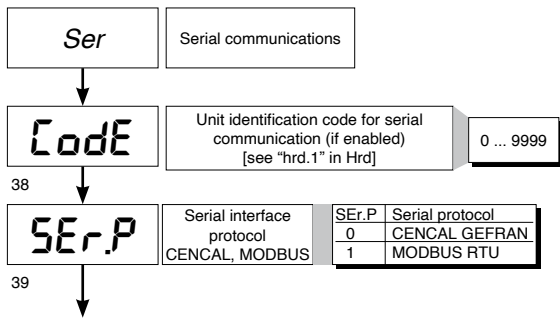 Ser
Serial communications
CodE
Unit identification code for serial
communication (if enabled)
[see “hrd.1” in Hrd]
0 ... 9999
38
SEr.P
Serial interface
protocol
CENCAL, MODBUS
SEr.P Serial protocol
0 CENCAL GEFRAN
1 MODBUS RTU
39